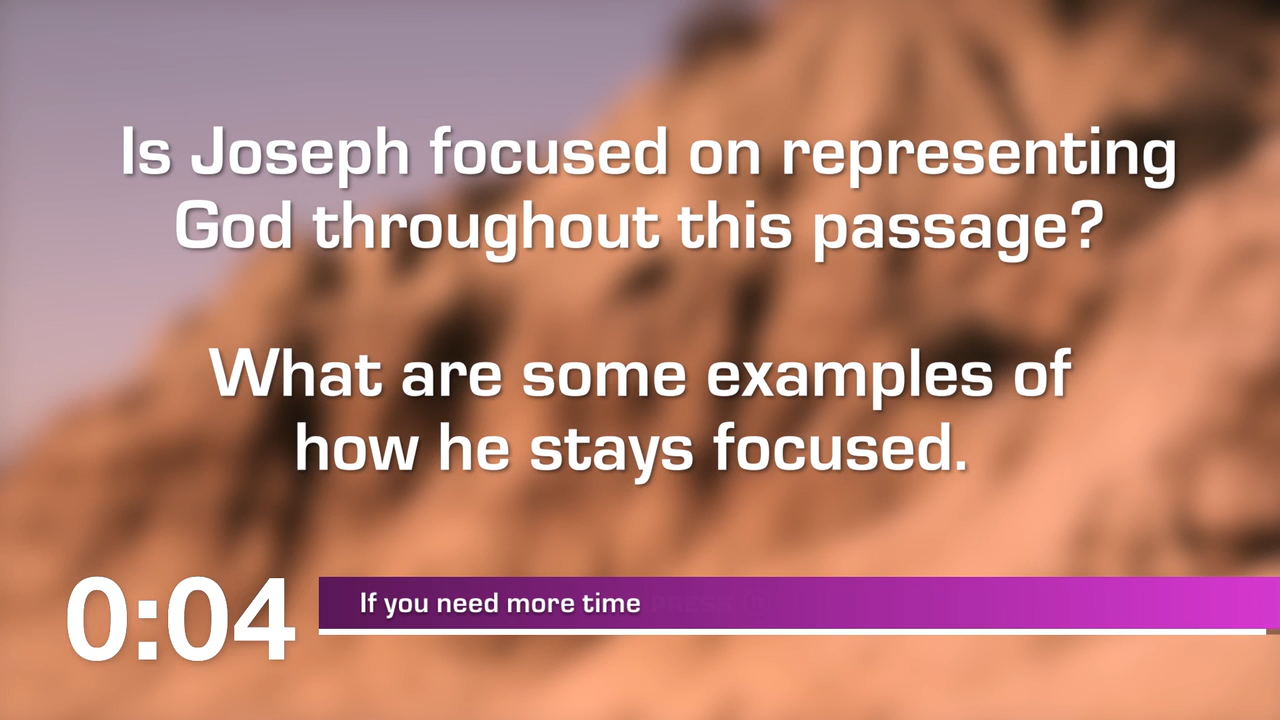 Is Joseph focused on representing
God throughout this passage?
What are some examples of
how he stays focused.
0:04
If you need more time